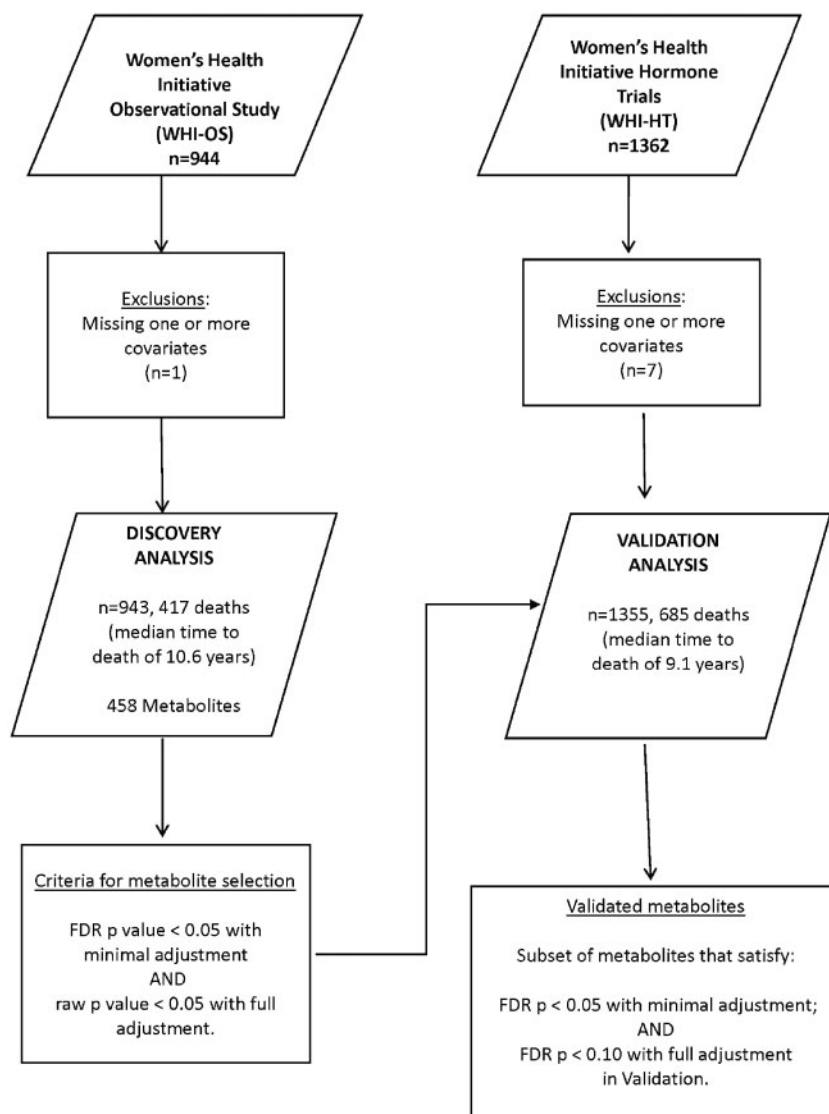 Women's Health
Initiative
Observational Study
(WHI-OS)
n=944
Exclusions:
Missing one or more
covariates
(n=1)
DISCOVERY
ANALYSIS
n=943, 417 deaths
(median time to
death of 10.6 years)
458 Metabolites
Criteria for metabolite selection
FDR p value < 0.05 with
minimal adjustment
AND
raw p value < 0.05 with full
adjustment.
Women's Health
Initiative Hormone
Trials
(WHI-HT)
n=1362
Exclusions:
Missing one or more
covariates
(n=7)
VALIDATION
ANALYSIS
n=1355, 685 deaths
(median time to
death of 9.1 years)
Validated metabolites
Subset of metabolites that satisfy:
FDR p < 0.05 with minimal adjustment;
AND
FDR p < 0.10 with full adjustment
in Validation.